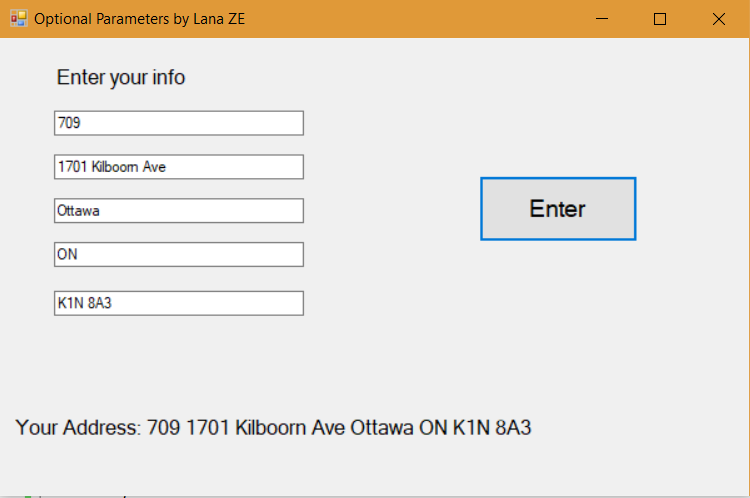 Optional Parameters by Lana ZE
Enter your info
709
1701 Kilboorn Ave
Ottawa
Enter
ON
K1N 8A3
Your Address: 709 1701 Kilboorn Ave Ottawa ON K1N 8A3